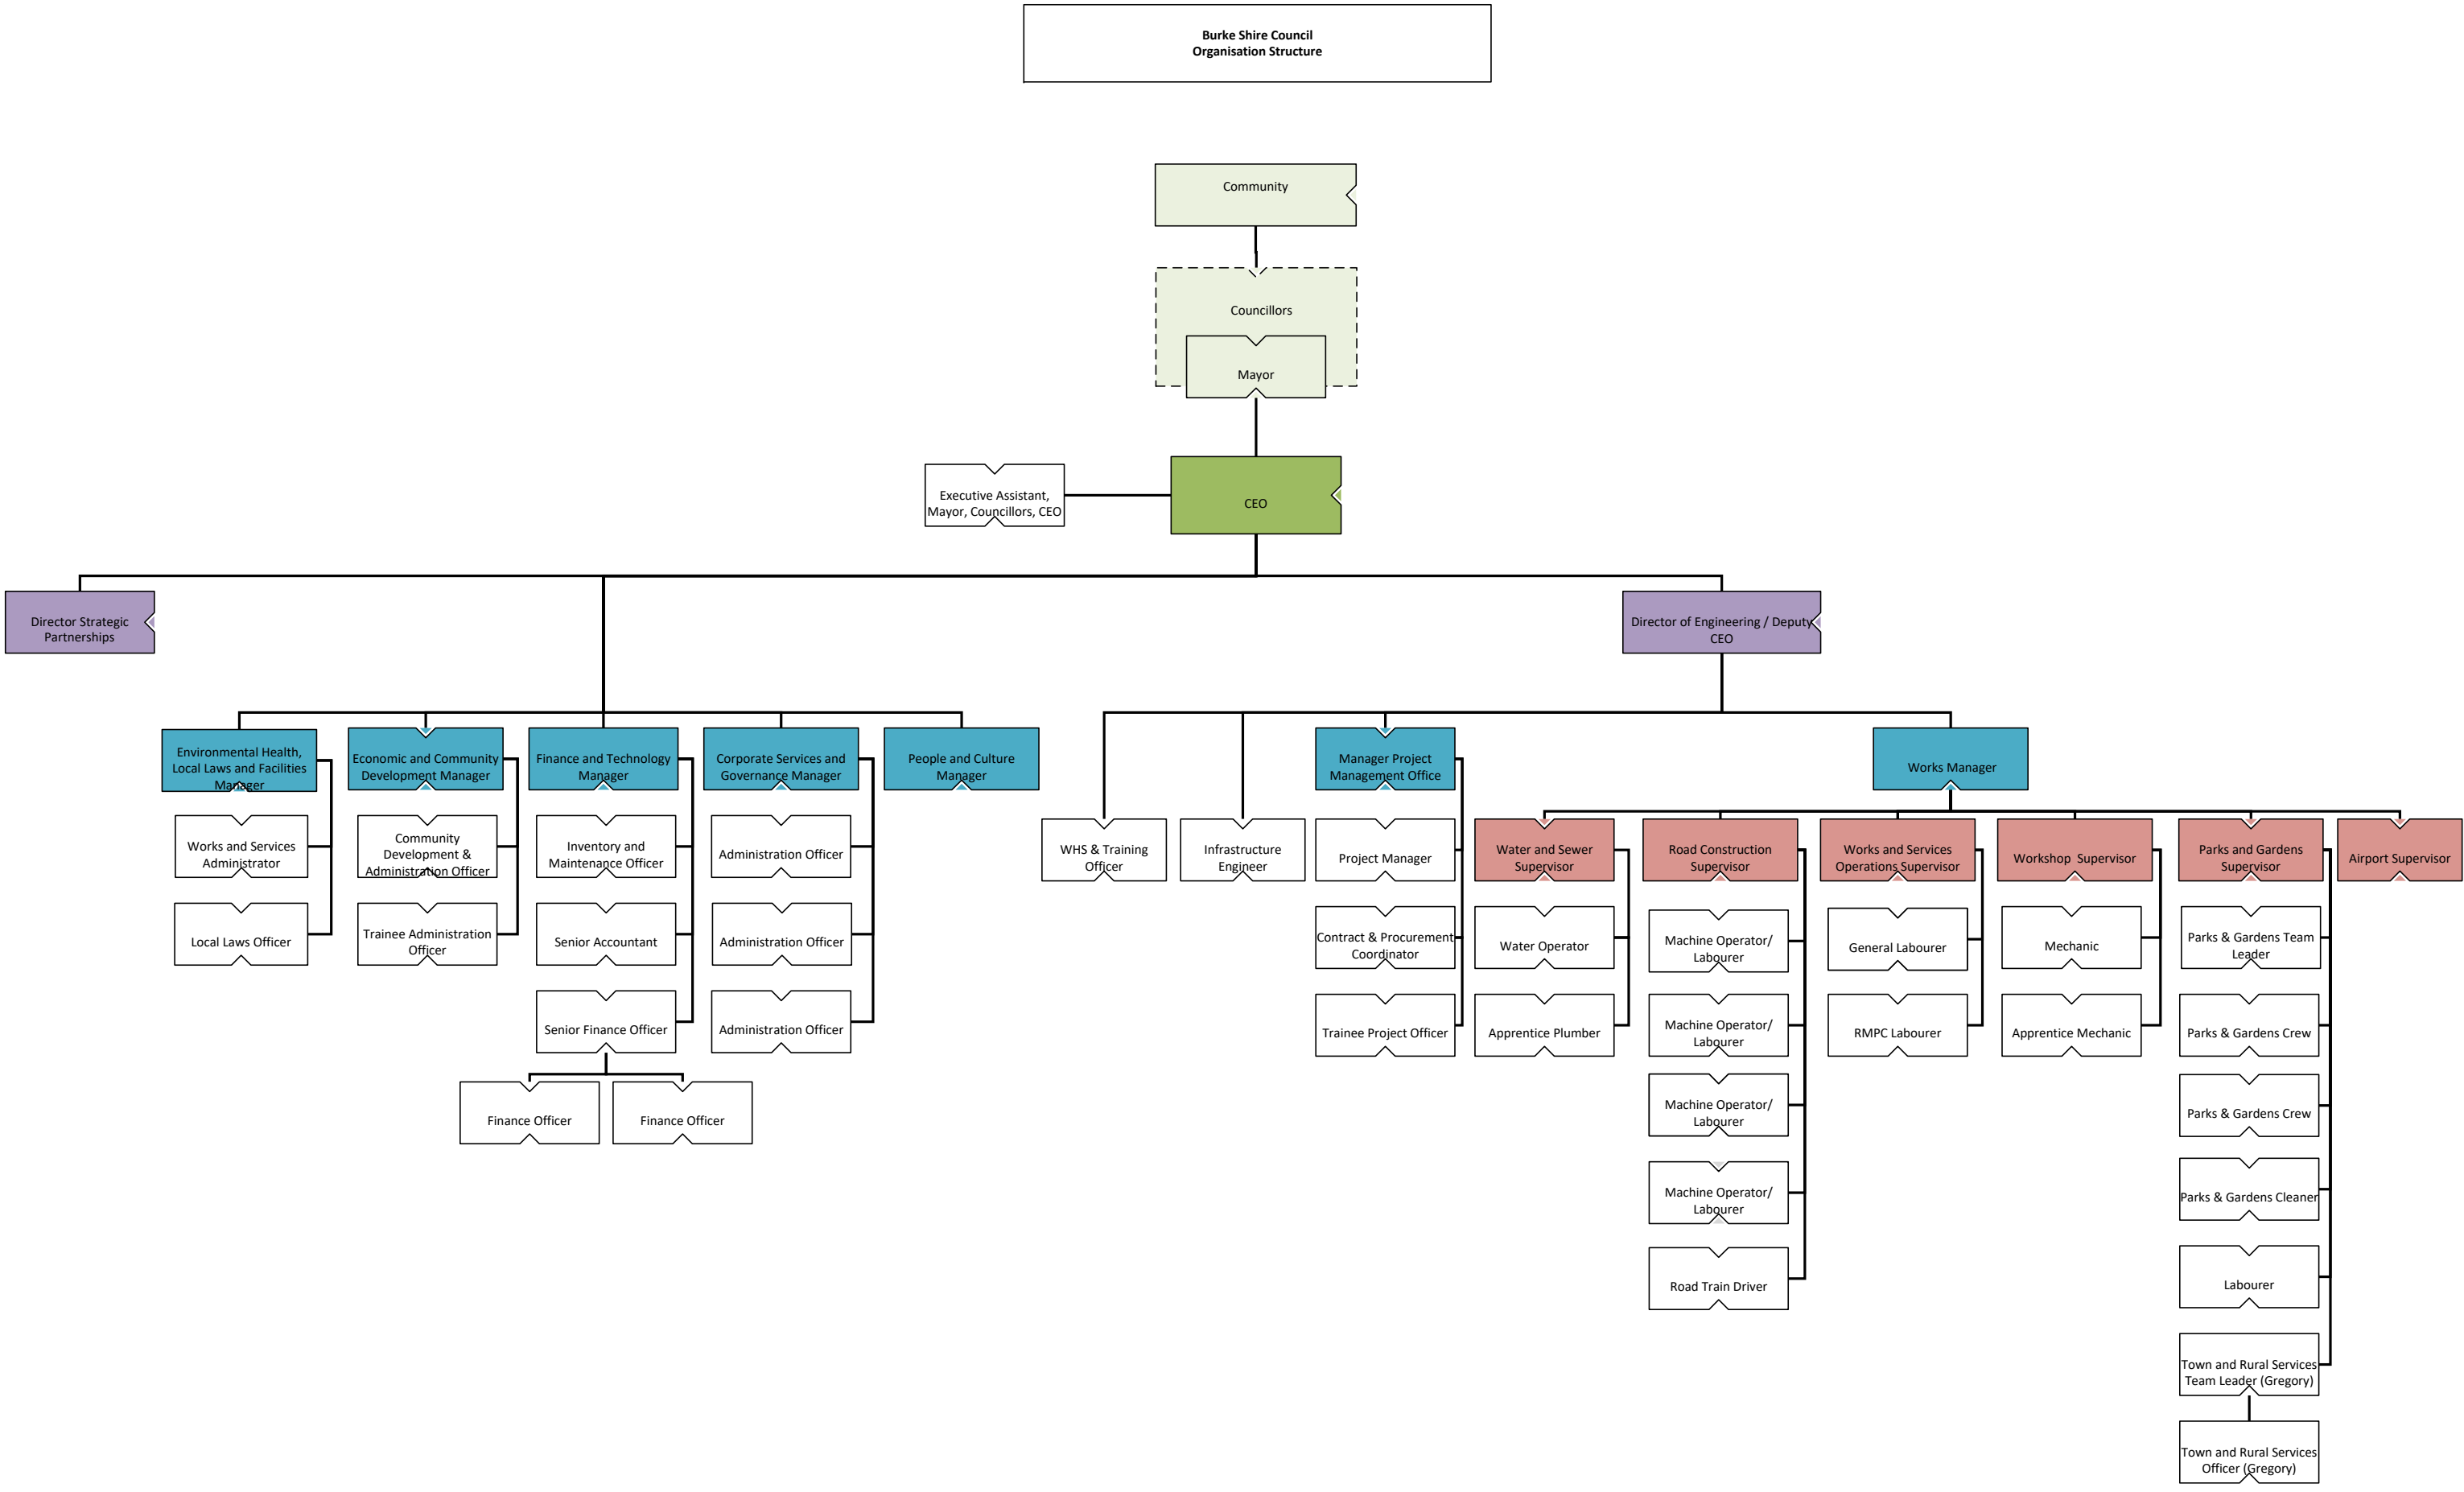 Burke Shire Council
Organisation Structure
Community
Councillors
Mayor
Executive Assistant,
Mayor, Councillors, CEO
CEO
Director Strategic
Partnerships
Director of Engineering / Deputy
CEO
Environmental Health,
Local Laws and Facilities
Manager
Economic and Community
Development Manager
Finance and Technology
Manager
Corporate Services and
Governance Manager
People and Culture
Manager
Manager Project
Management Office
Works Manager
Works and Services
Administrator
Community
Development &
Administration Officer
Inventory and
Maintenance Officer
Administration Officer
WHS & Training
Officer
Infrastructure
Engineer
Project Manager
Water and Sewer
Supervisor
Road Construction
Supervisor
Works and Services
Operations Supervisor
Workshop  Supervisor
Parks and Gardens
Supervisor
Airport Supervisor
Local Laws Officer
Trainee Administration
Officer
Senior Accountant
Administration Officer
Contract & Procurement
Coordinator
Water Operator
Machine Operator/
Labourer
General Labourer
Mechanic
Parks & Gardens Team
Leader
Senior Finance Officer
Administration Officer
Trainee Project Officer
Apprentice Plumber
Machine Operator/
Labourer
RMPC Labourer
Apprentice Mechanic
Parks & Gardens Crew
Finance Officer
Finance Officer
Machine Operator/
Labourer
Parks & Gardens Crew
Machine Operator/
Labourer
Parks & Gardens Cleaner
Road Train Driver
Labourer
Town and Rural Services
Team Leader (Gregory)
Town and Rural Services
Officer (Gregory)